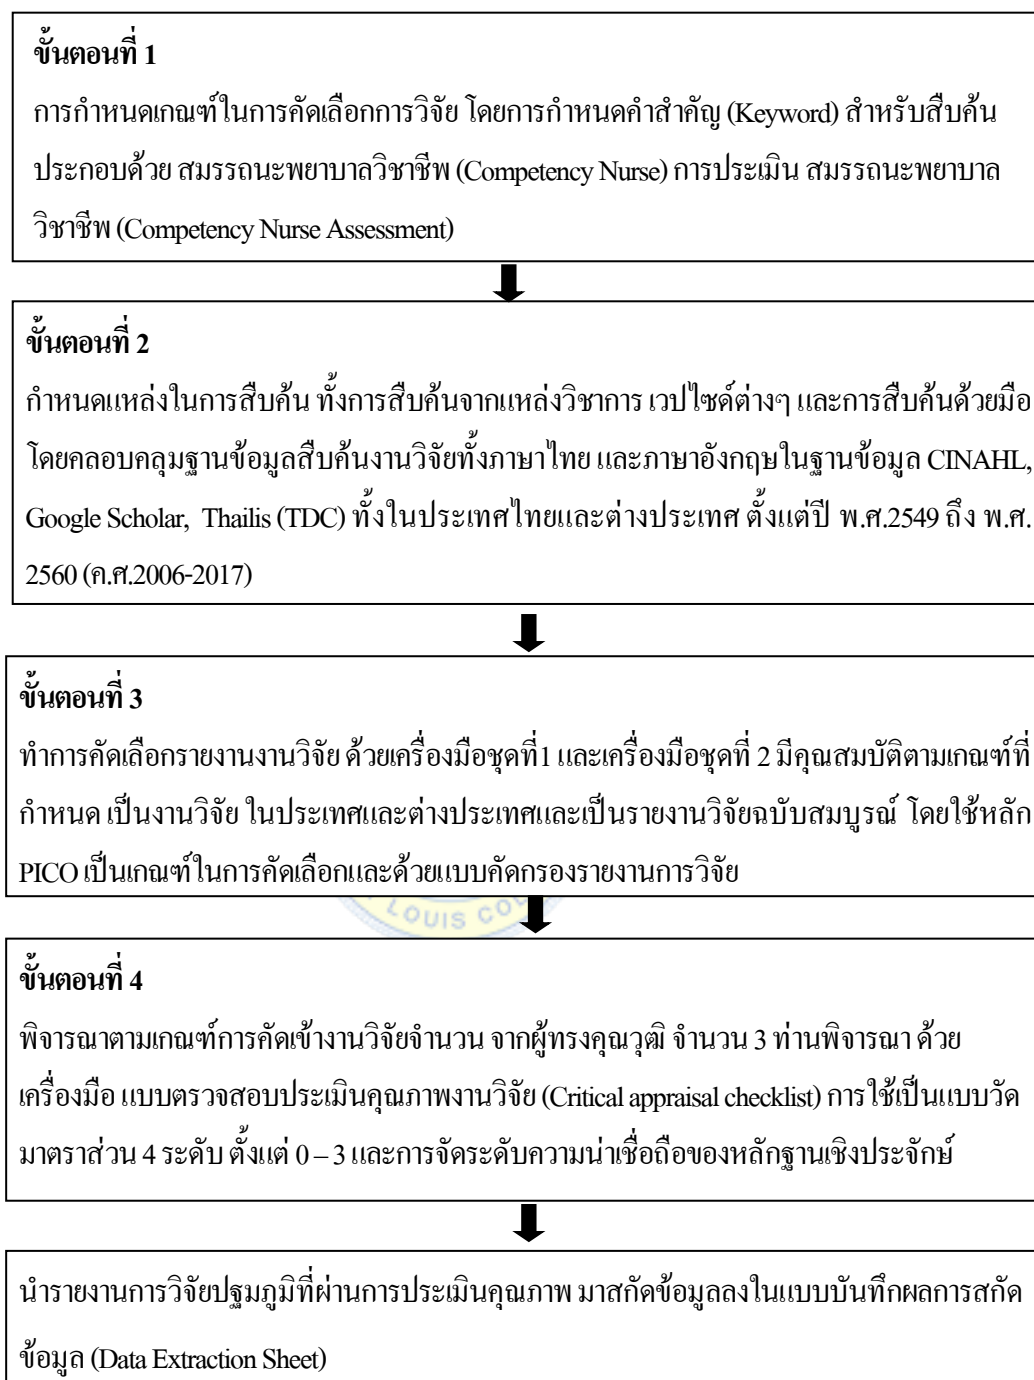 ขั้นตอนที่ 1
การกำหนดเกณฑ์ในการคัดเลือกการวิจัย โดยการกำหนดคำสำคัญ (Keyword) สำหรับสืบค้น
ประกอบด้วย สมรรถนะพยาบาลวิชาชีพ (Competency Nurse) การประเมิน สมรรถนะพยาบาล
วิชาชีพ (Competency Nurse Assessment)
ขั้นตอนที่ 2
กำหนดแหล่งในการสืบค้น ทั้งการสืบค้นจากแหล่งวิชาการ เวปไซด์ต่างๆ และการสืบค้นด้วยมือ
โดยคลอบคลุมฐานข้อมูลสืบค้นงานวิจัยทั้งภาษาไทย และภาษาอังกฤษในฐานข้อมูล CINAHL,
Google Scholar, Thailis (TDC) ทั้งในประเทศไทยและต่างประเทศ ตั้งแต่ปี พ.ศ.2549 ถึง พ.ศ.
2560 (ค.ศ.2006-2017)
ขั้นตอนที่ 3
ทำการคัดเลือกรายงานงานวิจัย ด้วยเครื่องมือชุดที่1 และเครื่องมือชุดที่ 2 มีคุณสมบัติตามเกณฑ์ที่
กำหนด เป็นงานวิจัย ในประเทศและต่างประเทศและเป็นรายงานวิจัยฉบับสมบูรณ์ โดยใช้หลัก
PICO เป็นเกณฑ์ในการคัดเลือกและด้วยแบบคัดกรองรายงานการวิจัย
LOUIS
ขั้นตอนที่ 4
พิจารณาตามเกณฑ์การคัดเข้างานวิจัยจำนวน จากผู้ทรงคุณวุฒิ จำนวน 3 ท่านพิจารณา ด้วย
เครื่องมือ แบบตรวจสอบประเมินคุณภาพงานวิจัย (Critical appraisal checklist) การใช้เป็นแบบวัด
มาตราส่วน 4 ระดับ ตั้งแต่ 0 – 3 และการจัดระดับความน่าเชื่อถือของหลักฐานเชิงประจักษ์
นำรายงานการวิจัยปฐมภูมิที่ผ่านการประเมินคุณภาพ มาสกัดข้อมูลลงในแบบบันทึกผลการสกัด
ข้อมูล (Data Extraction Sheet)